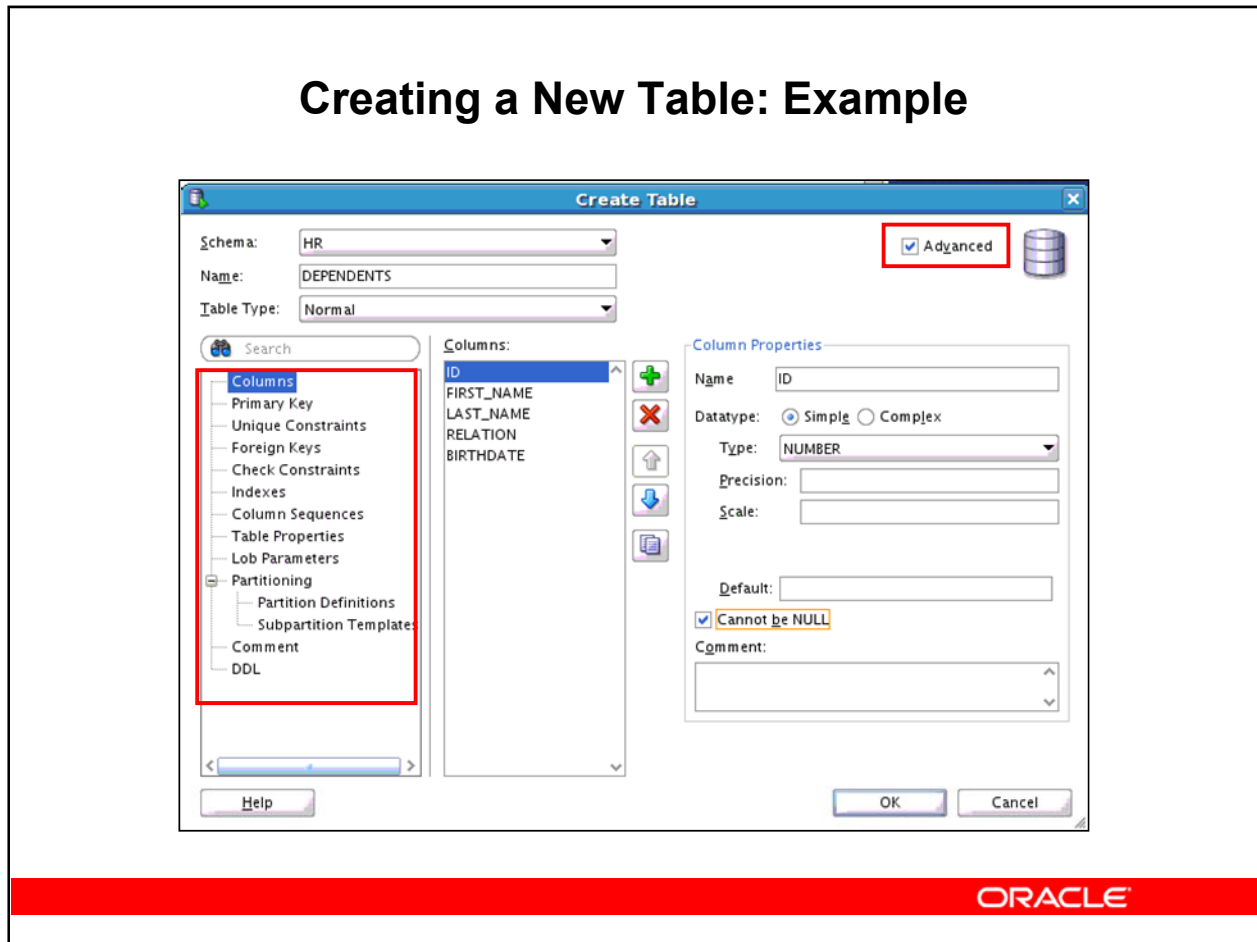 Creating a New Table: Example
Create Table
Schema: HR
Advanced
Name: DEPENDENTS
Table Type: Normal
Search
Columns
Primary Key
Unique Constraints
Foreign Keys
Check Constraints
Indexes
Column Sequences
Table Properties
Lob Parameters
Partitioning
Partition Definitions
Subpartition Templates
Comment
DDL
Columns:
ID
FIRST_NAME
LAST_NAME
RELATION
BIRTHDATE
Column Properties
Name ID
Datatype: Simple Complex
Type: NUMBER
Precision:
Scale:
Default:
Cannot be NULL
Comment:
Help
OK
Cancel
ORACLE